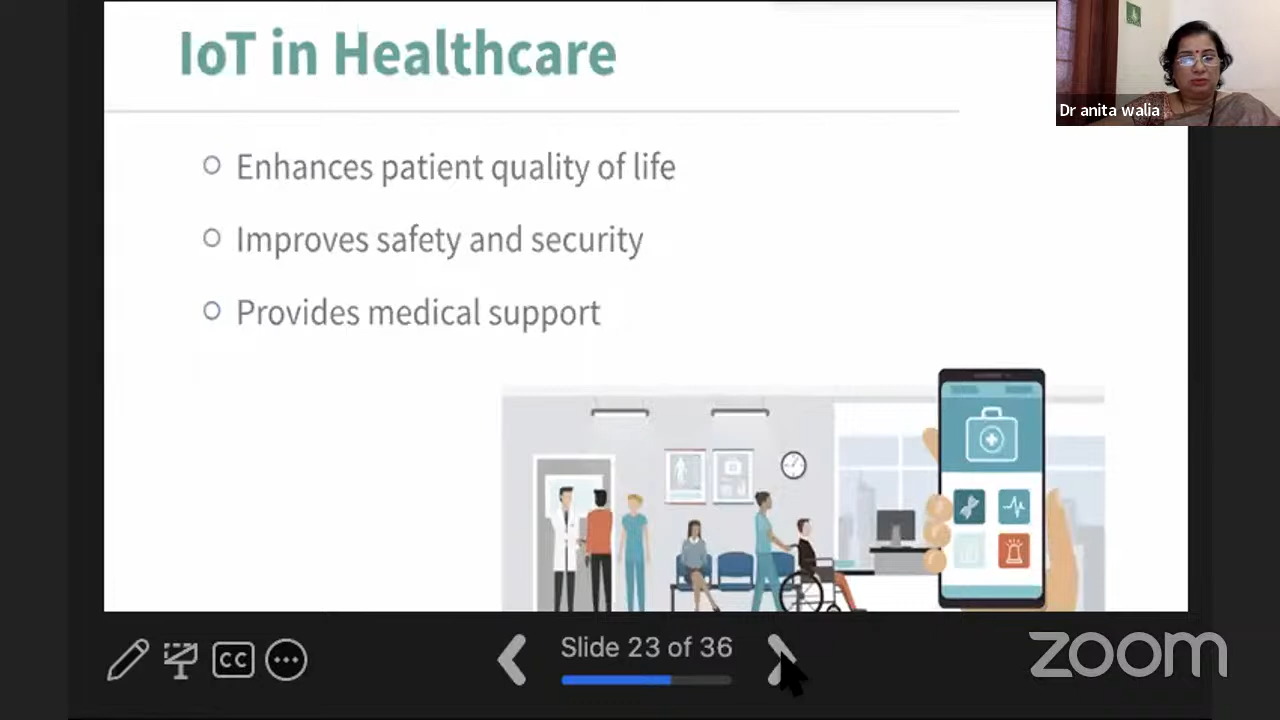 IoT in Healthcare
Dr anita walia
Enhances patient quality of life
Improves safety and security
Provides medical support
CC
Slide 23 of 36
zoom